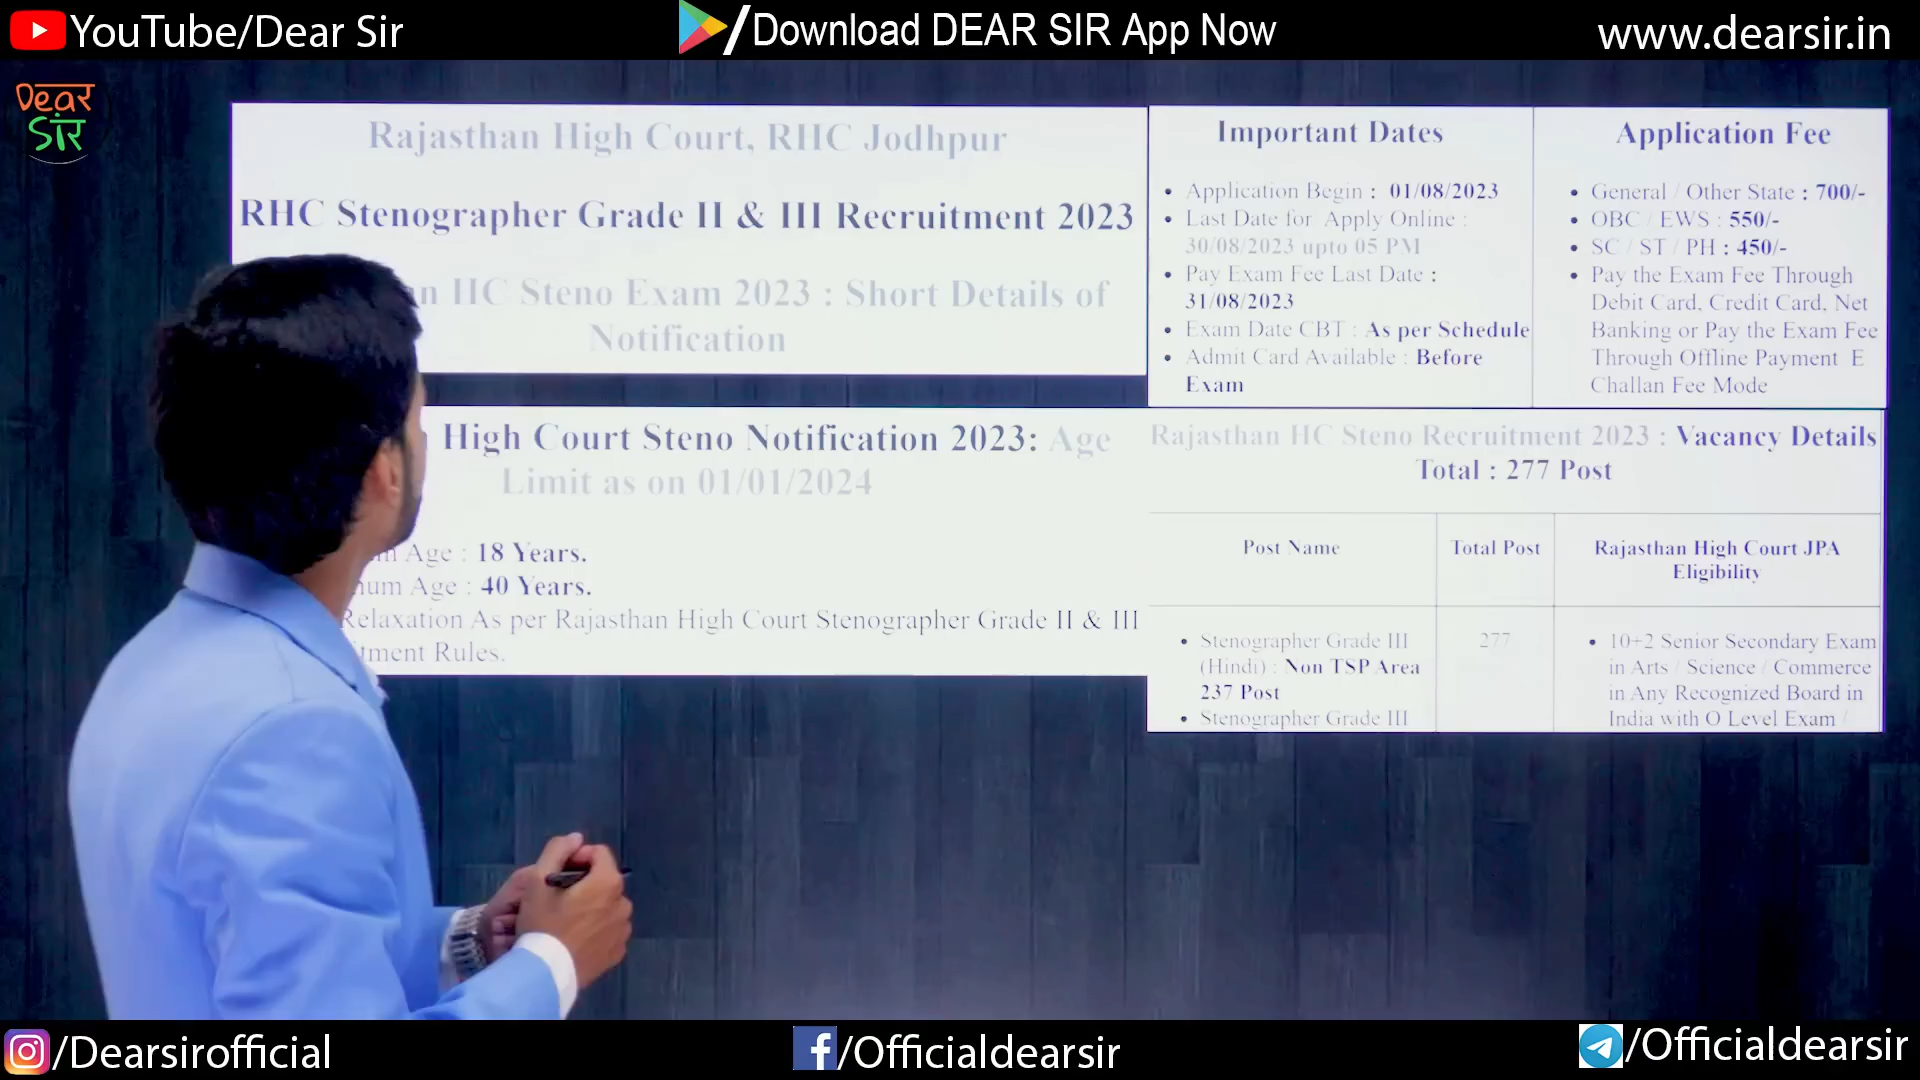 YouTube/Dear Sir
/Download DEAR SIR App Now
www.dearsir.in
Dear
सर
Rajasthan High Court, RHC Jodhpur
RHC Stenographer Grade II & III Recruitment 2023
n HC Steno Exam 2023 : Short Details of
Notification
Important Dates
• Application Begin : 01/08/2023
• Last Date for Apply Online :
30/08/2023 upto 05 PM
• Pay Exam Fee Last Date :
31/08/2023
• Exam Date CBT : As per Schedule
• Admit Card Available : Before
Exam
Application Fee
• General / Other State : 700/-
• OBC / EWS : 550/-
• SC / ST / PH : 450/-
• Pay the Exam Fee Through
Debit Card, Credit Card, Net
Banking or Pay the Exam Fee
Through Offline Payment E
Challan Fee Mode
High Court Steno Notification 2023: Age
Limit as on 01/01/2024
Age : 18 Years.
num Age : 40 Years.
Relaxation As per Rajasthan High Court Stenographer Grade II & III
itment Rules.
Rajasthan HC Steno Recruitment 2023 : Vacancy Details
Total : 277 Post
Post Name
Total Post
Rajasthan High Court JPA
Eligibility
• Stenographer Grade III
(Hindi) : Non TSP Area
237 Post
• Stenographer Grade III
277
• 10+2 Senior Secondary Exam
in Arts / Science / Commerce
in Any Recognized Board in
India with O Level Exam /
/Dearsirofficial
/Officialdearsir
/Officialdearsir